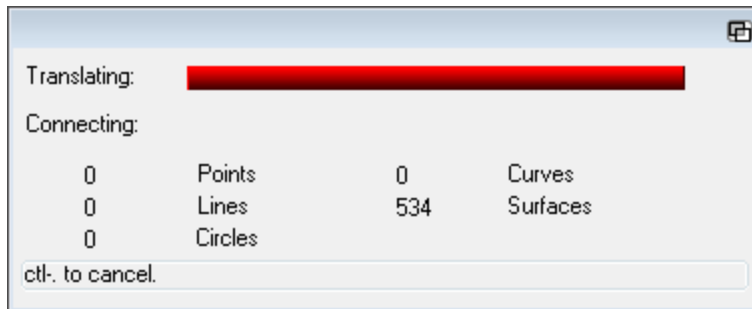 Translating:
Connecting:
0 Points 0 Curves
0 Lines 534 Surfaces
0 Circles
ctl-. to cancel.